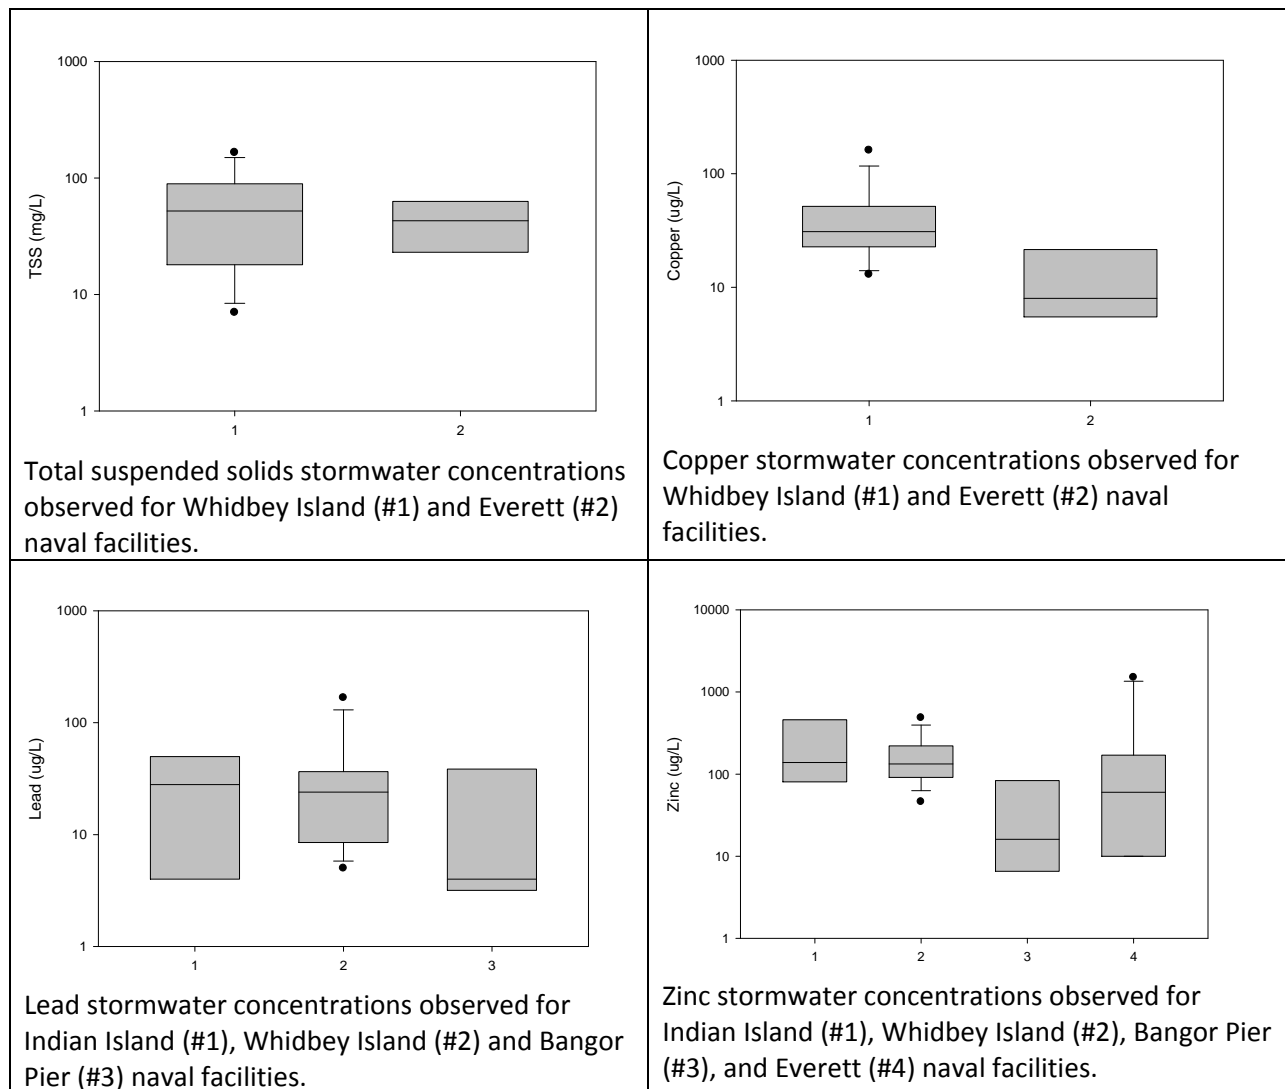 1000
100
10
1
TSS (mg/L)
1 2
Total suspended solids stormwater concentrations
observed for Whidbey Island (#1) and Everett (#2)
naval facilities.
1000
100
10
1
Copper (ug/L)
1 2
Copper stormwater concentrations observed for
Whidbey Island (#1) and Everett (#2) naval
facilities.
1000
100
10
1
Lead (ug/L)
1 2 3
Lead stormwater concentrations observed for
Indian Island (#1), Whidbey Island (#2) and Bangor
Pier (#3) naval facilities.
10000
1000
100
10
1
Zinc (ug/L)
1 2 3 4
Zinc stormwater concentrations observed for
Indian Island (#1), Whidbey Island (#2), Bangor Pier
(#3), and Everett (#4) naval facilities.